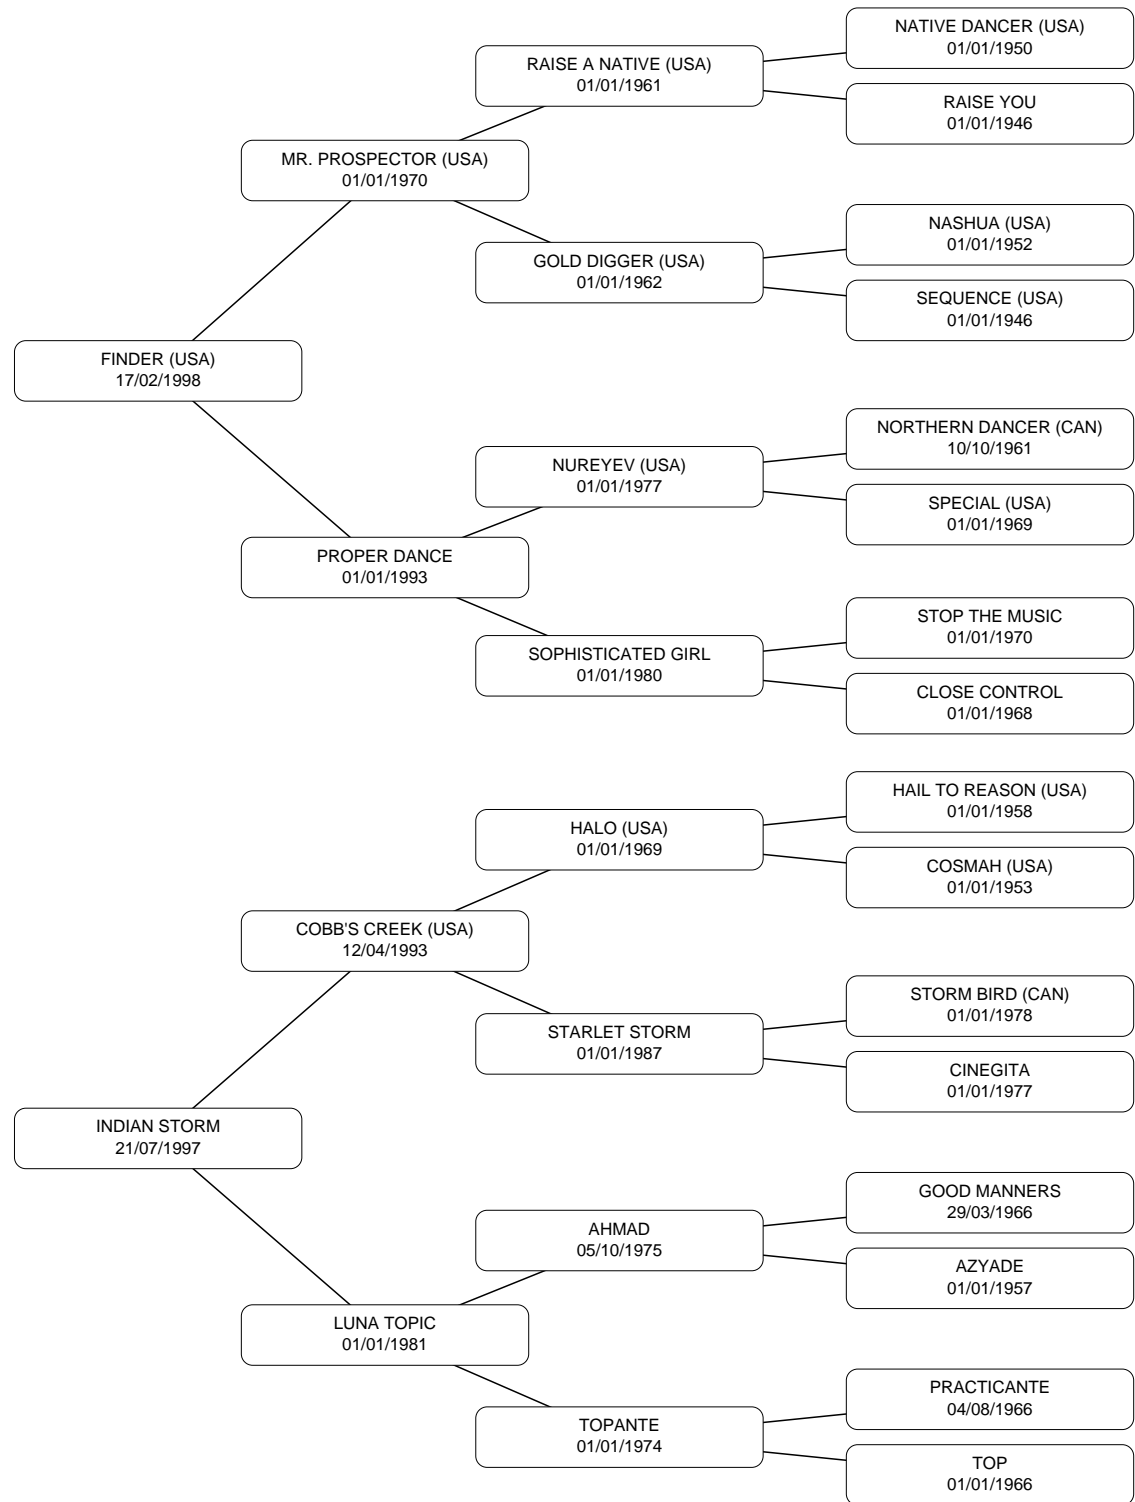 NATIVE DANCER (USA)
01/01/1950
RAISE A NATIVE (USA)
01/01/1961
RAISE YOU
01/01/1946
MR. PROSPECTOR (USA)
01/01/1970
NASHUA (USA)
01/01/1952
GOLD DIGGER (USA)
01/01/1962
SEQUENCE (USA)
01/01/1946
FINDER (USA)
17/02/1998
NORTHERN DANCER (CAN)
10/10/1961
NUREYEV (USA)
01/01/1977
SPECIAL (USA)
01/01/1969
PROPER DANCE
01/01/1993
STOP THE MUSIC
01/01/1970
SOPHISTICATED GIRL
01/01/1980
CLOSE CONTROL
01/01/1968
HAIL TO REASON (USA)
01/01/1958
HALO (USA)
01/01/1969
COSMAH (USA)
01/01/1953
COBB'S CREEK (USA)
12/04/1993
STORM BIRD (CAN)
01/01/1978
STARLET STORM
01/01/1987
CINEGITA
01/01/1977
INDIAN STORM
21/07/1997
GOOD MANNERS
29/03/1966
AHMAD
05/10/1975
AZYADE
01/01/1957
LUNA TOPIC
01/01/1981
PRACTICANTE
04/08/1966
TOPANTE
01/01/1974
TOP
01/01/1966